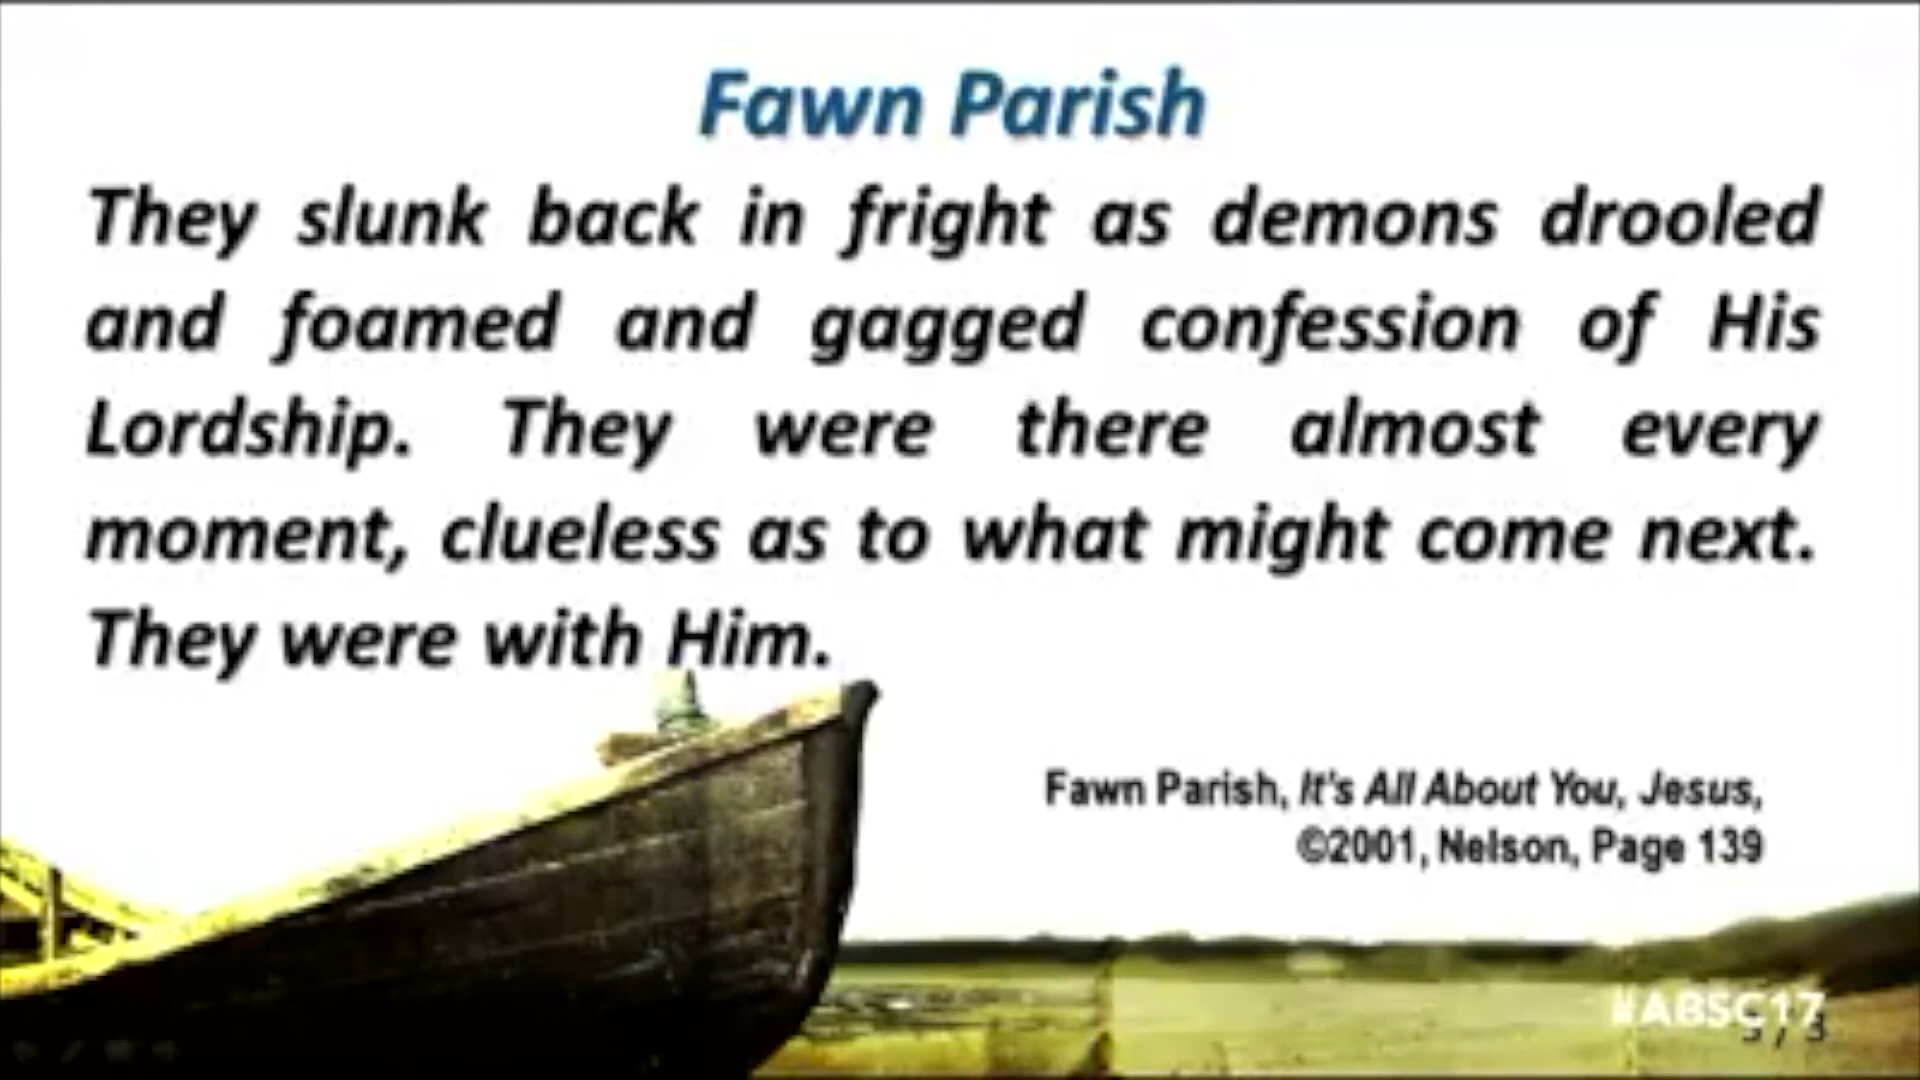 Fawn Parish
They slunk back in fright as demons drooled
and foamed and gagged confession of His
Lordship. They were there almost every
moment, clueless as to what might come next.
They were with Him.
Fawn Parish, It's All About You, Jesus,
©2001, Nelson, Page 139
#ABSC17
3 / 3